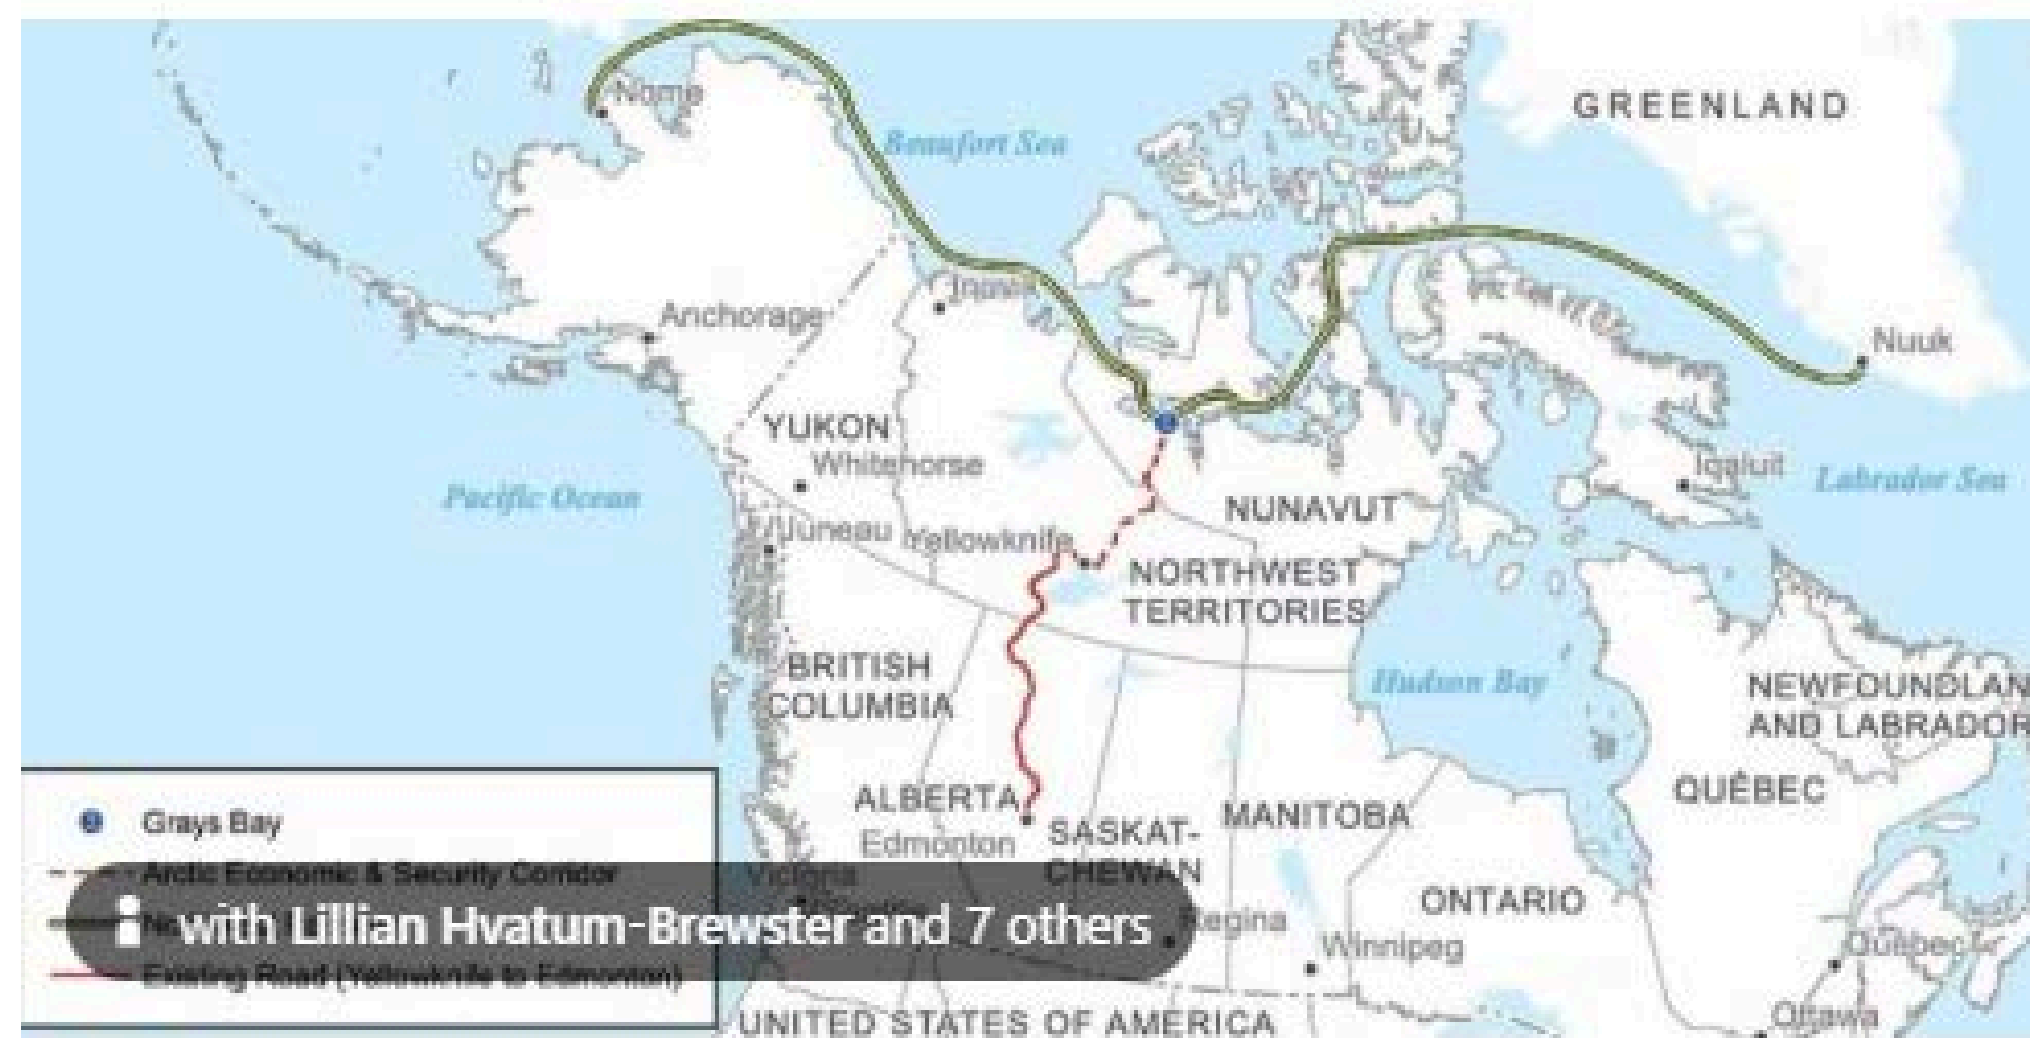 Nome
GREENLAND
Beaufort Sea
Inuvik
Anchorage
Nuuk
YUKON
Whitehorse
Iqaluit
Labrador Sea
Pacific Ocean
NUNAVUT
Juneau
Yellowknife
NORTHWEST
TERRITORIES
BRITISH
COLUMBIA
Hudson Bay
NEWFOUNDLAN
AND LABRADOR
QUÉBEC
ALBERTA
Edmonton
SASKAT-
CHEWAN
MANITOBA
Grays Bay
Arctic Economic & Security Corridor
Victoria
ONTARIO
with Lillian Hvatum-Brewster and 7 others
Regina
Winnipeg
Québec
Existing Road (Yellowknife to Edmonton)
UNITED STATES OF AMERICA
Ottawa